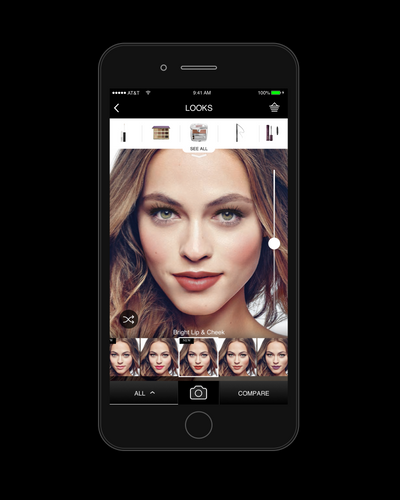 AT&T
9:41 AM
100%
LOOKS
SEE ALL
Bright Lip & Cheek
NEW
ALL
COMPARE